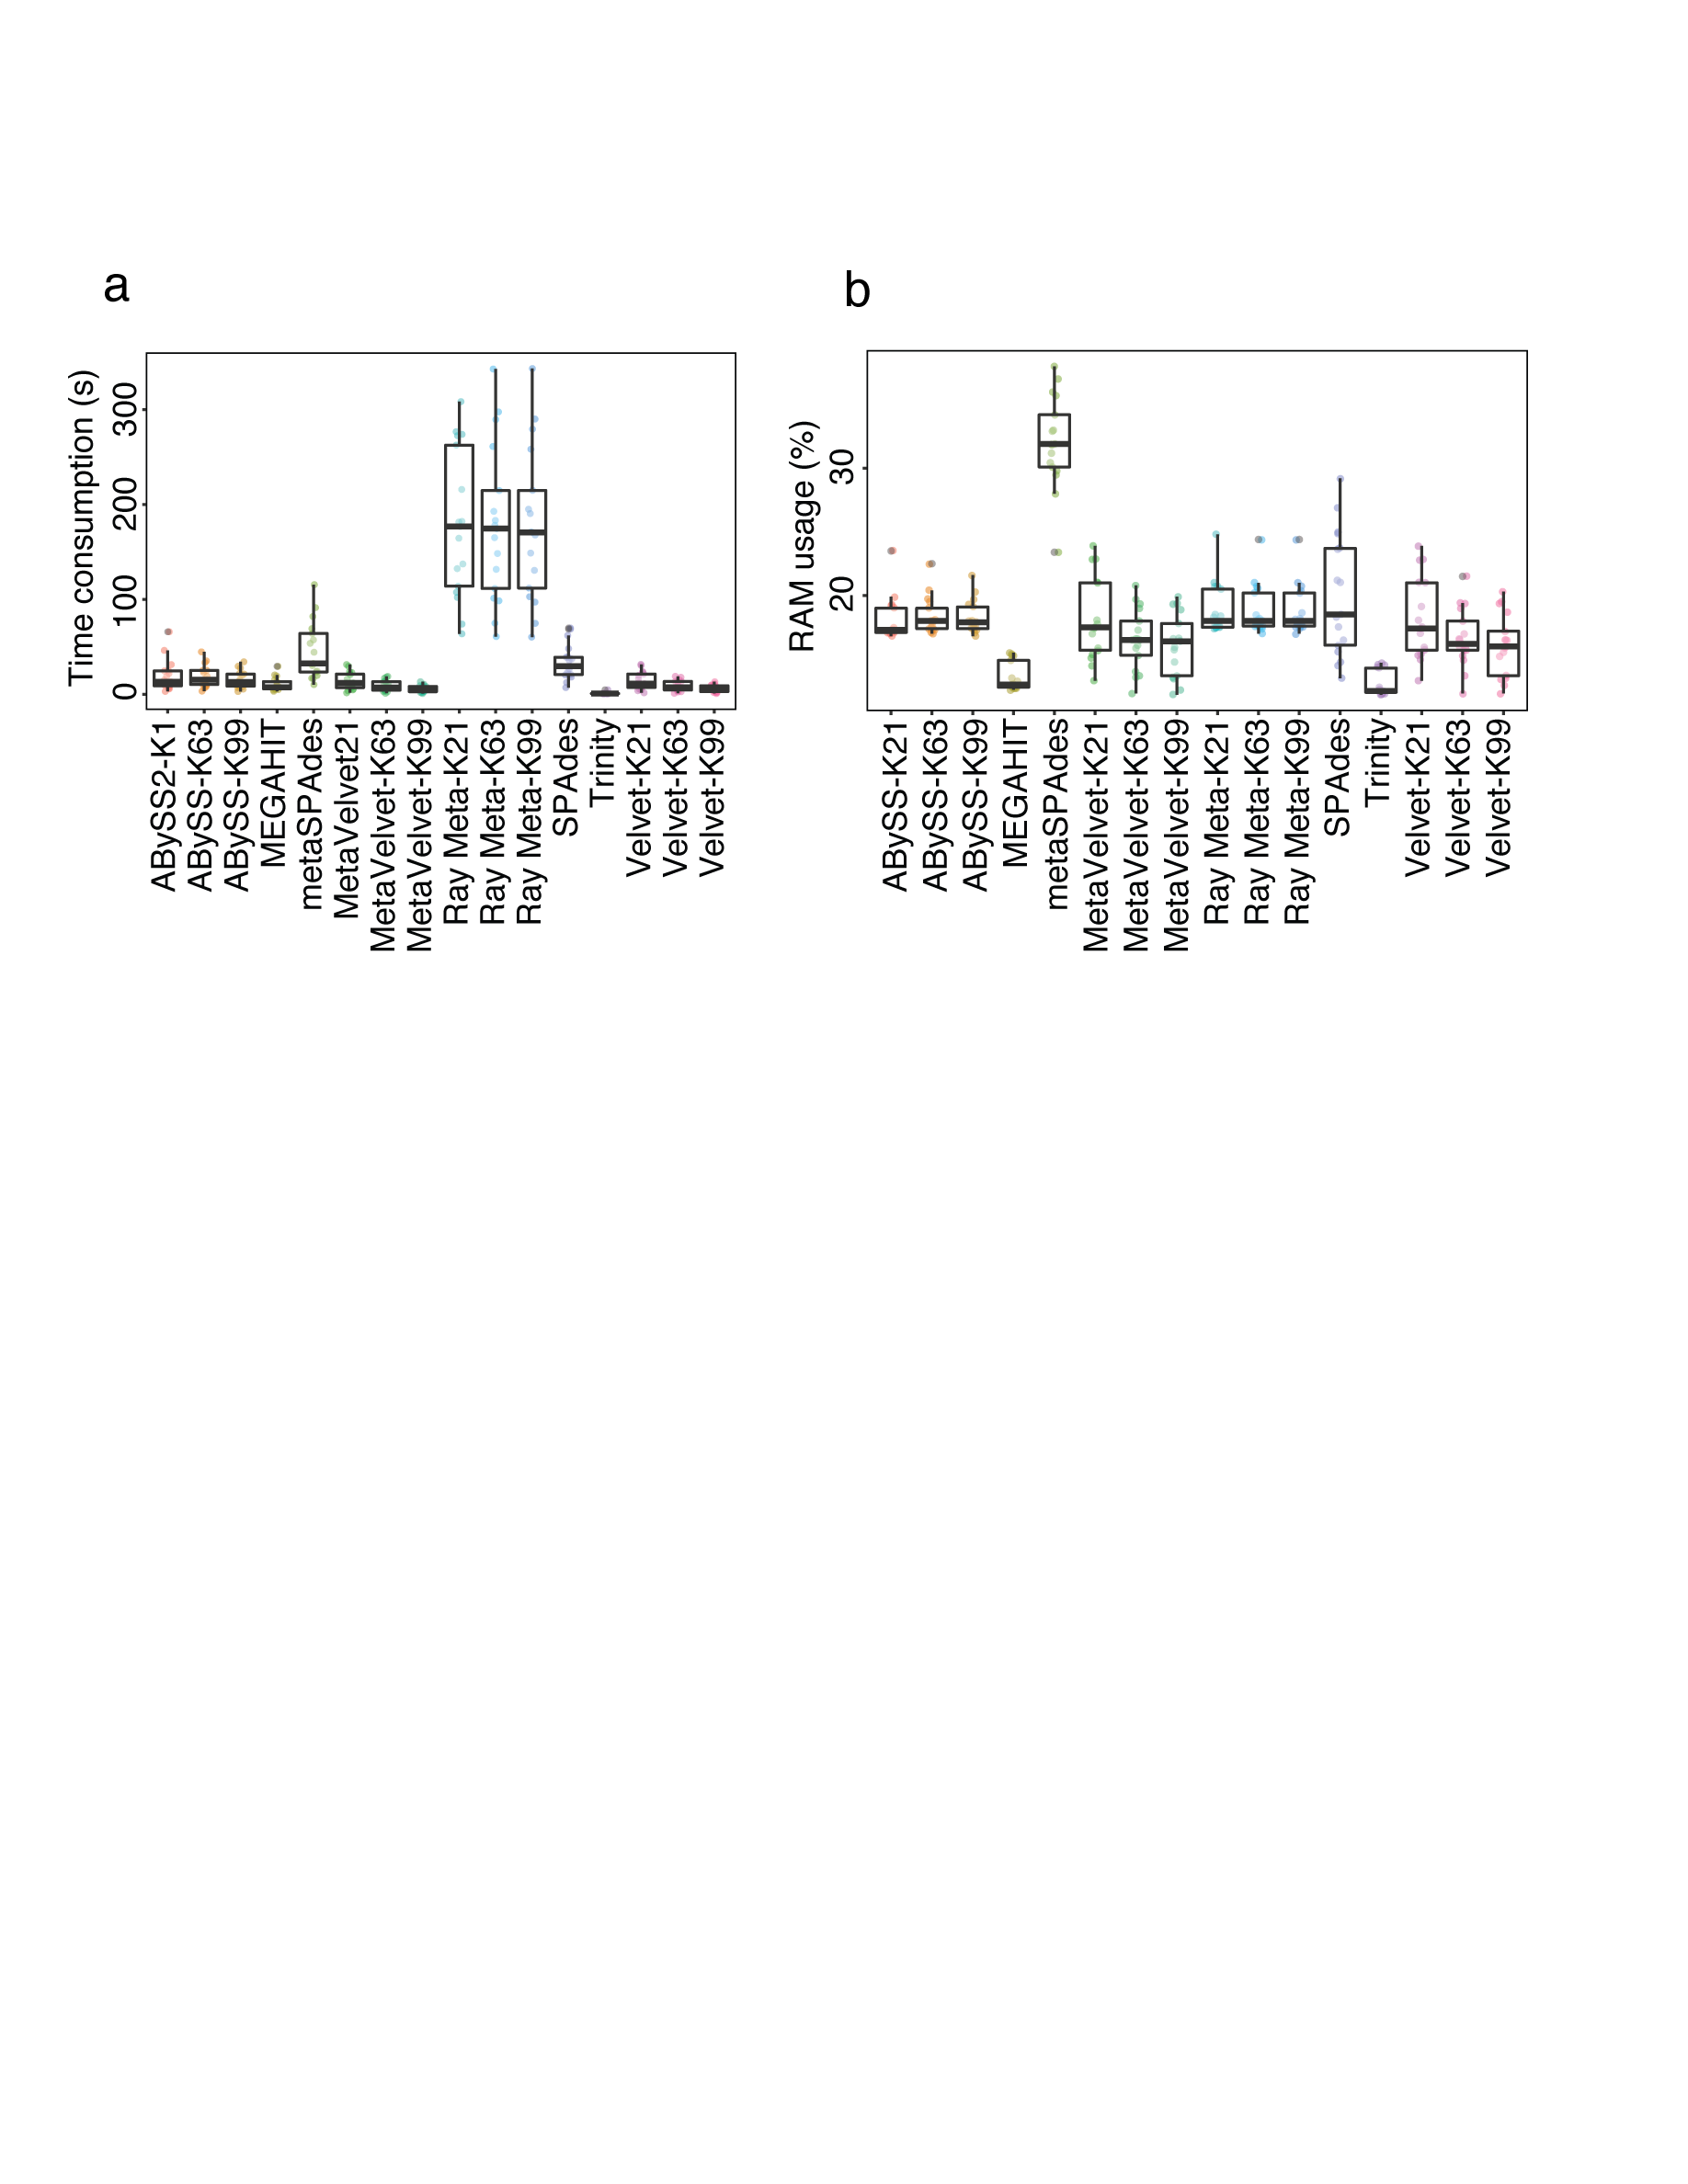 a
b
Time consumption (s)
0
100
200
300
ABySS2-K1
ABySS-K63
ABySS-K99
MEGAHIT
metaSPAdes
MetaVelvet21
MetaVelvet-K63
MetaVelvet-K99
Ray Meta-K21
Ray Meta-K63
Ray Meta-K99
SPAdes
Trinity
Velvet-K21
Velvet-K63
Velvet-K99
RAM usage (%)
20
30
ABySS-K21
ABySS-K63
ABySS-K99
MEGAHIT
metaSPAdes
MetaVelvet-K21
MetaVelvet-K63
MetaVelvet-K99
Ray Meta-K21
Ray Meta-K63
Ray Meta-K99
SPAdes
Trinity
Velvet-K21
Velvet-K63
Velvet-K99